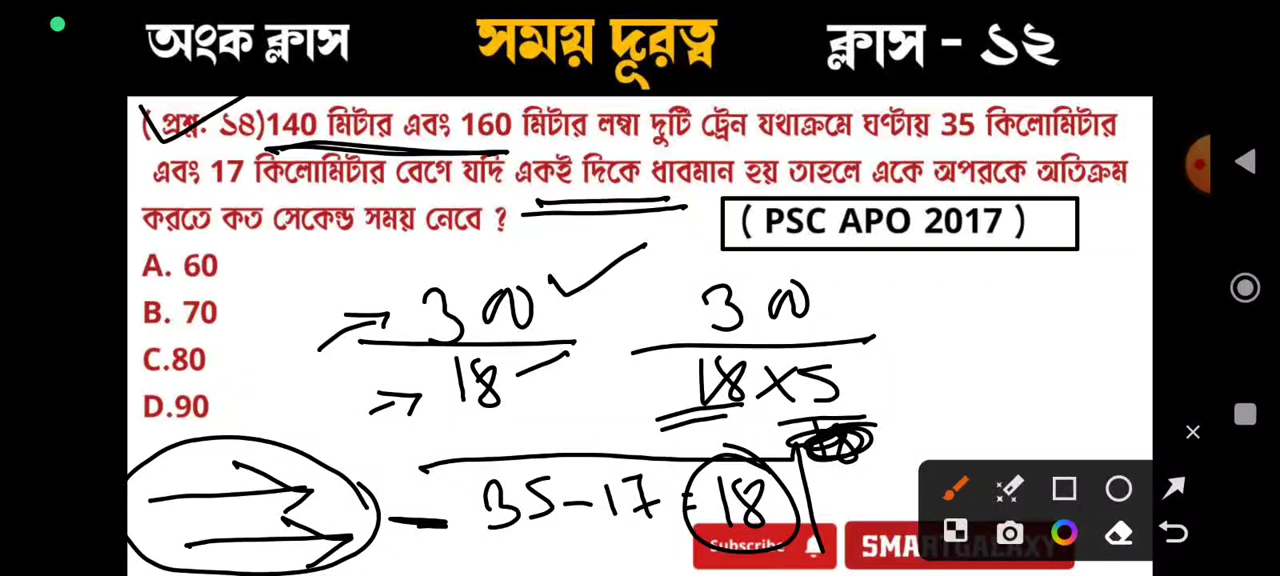 অংক ক্লাস সময় দূরত্ব ক্লাস - ১২
(প্রশ্ন. ১৪)140 মিটার এবং 160 মিটার লম্বা দুটি ট্রেন যথাক্রমে ঘণ্টায় 35 কিলোমিটার
এবং 17 কিলোমিটার বেগে যদি একই দিকে ধাবমান হয় তাহলে একে অপরকে অতিক্রম
করতে কত সেকেন্ড সময় নেবে ?
( PSC APO 2017 )
A. 60
B. 70
C.80
D.90
300
18
300
18 × 5
35 - 17 = 18
Subscribe
SMARTGALAXY